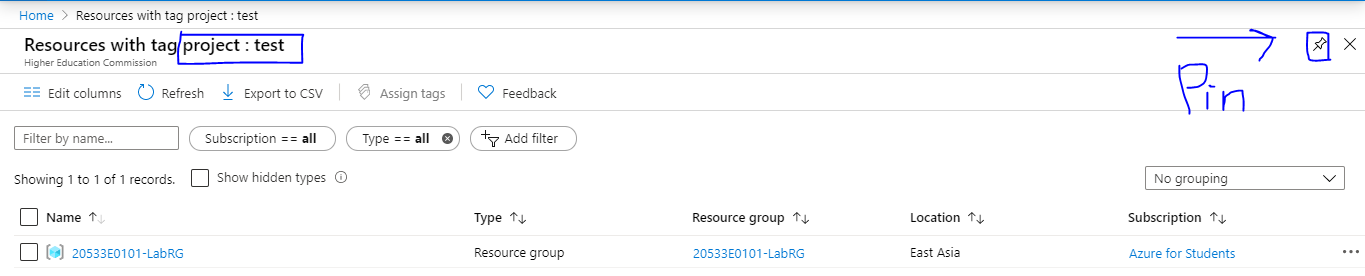 Home > Resources with tag project : test
Resources with tag project : test
Higher Education Commission
Pin
Edit columns Refresh Export to CSV Assign tags Feedback
Filter by name... Subscription == all Type == all Add filter
Showing 1 to 1 of 1 records. Show hidden types
No grouping
Name Type Resource group Location Subscription
20533E0101-LabRG Resource group 20533E0101-LabRG East Asia Azure for Students